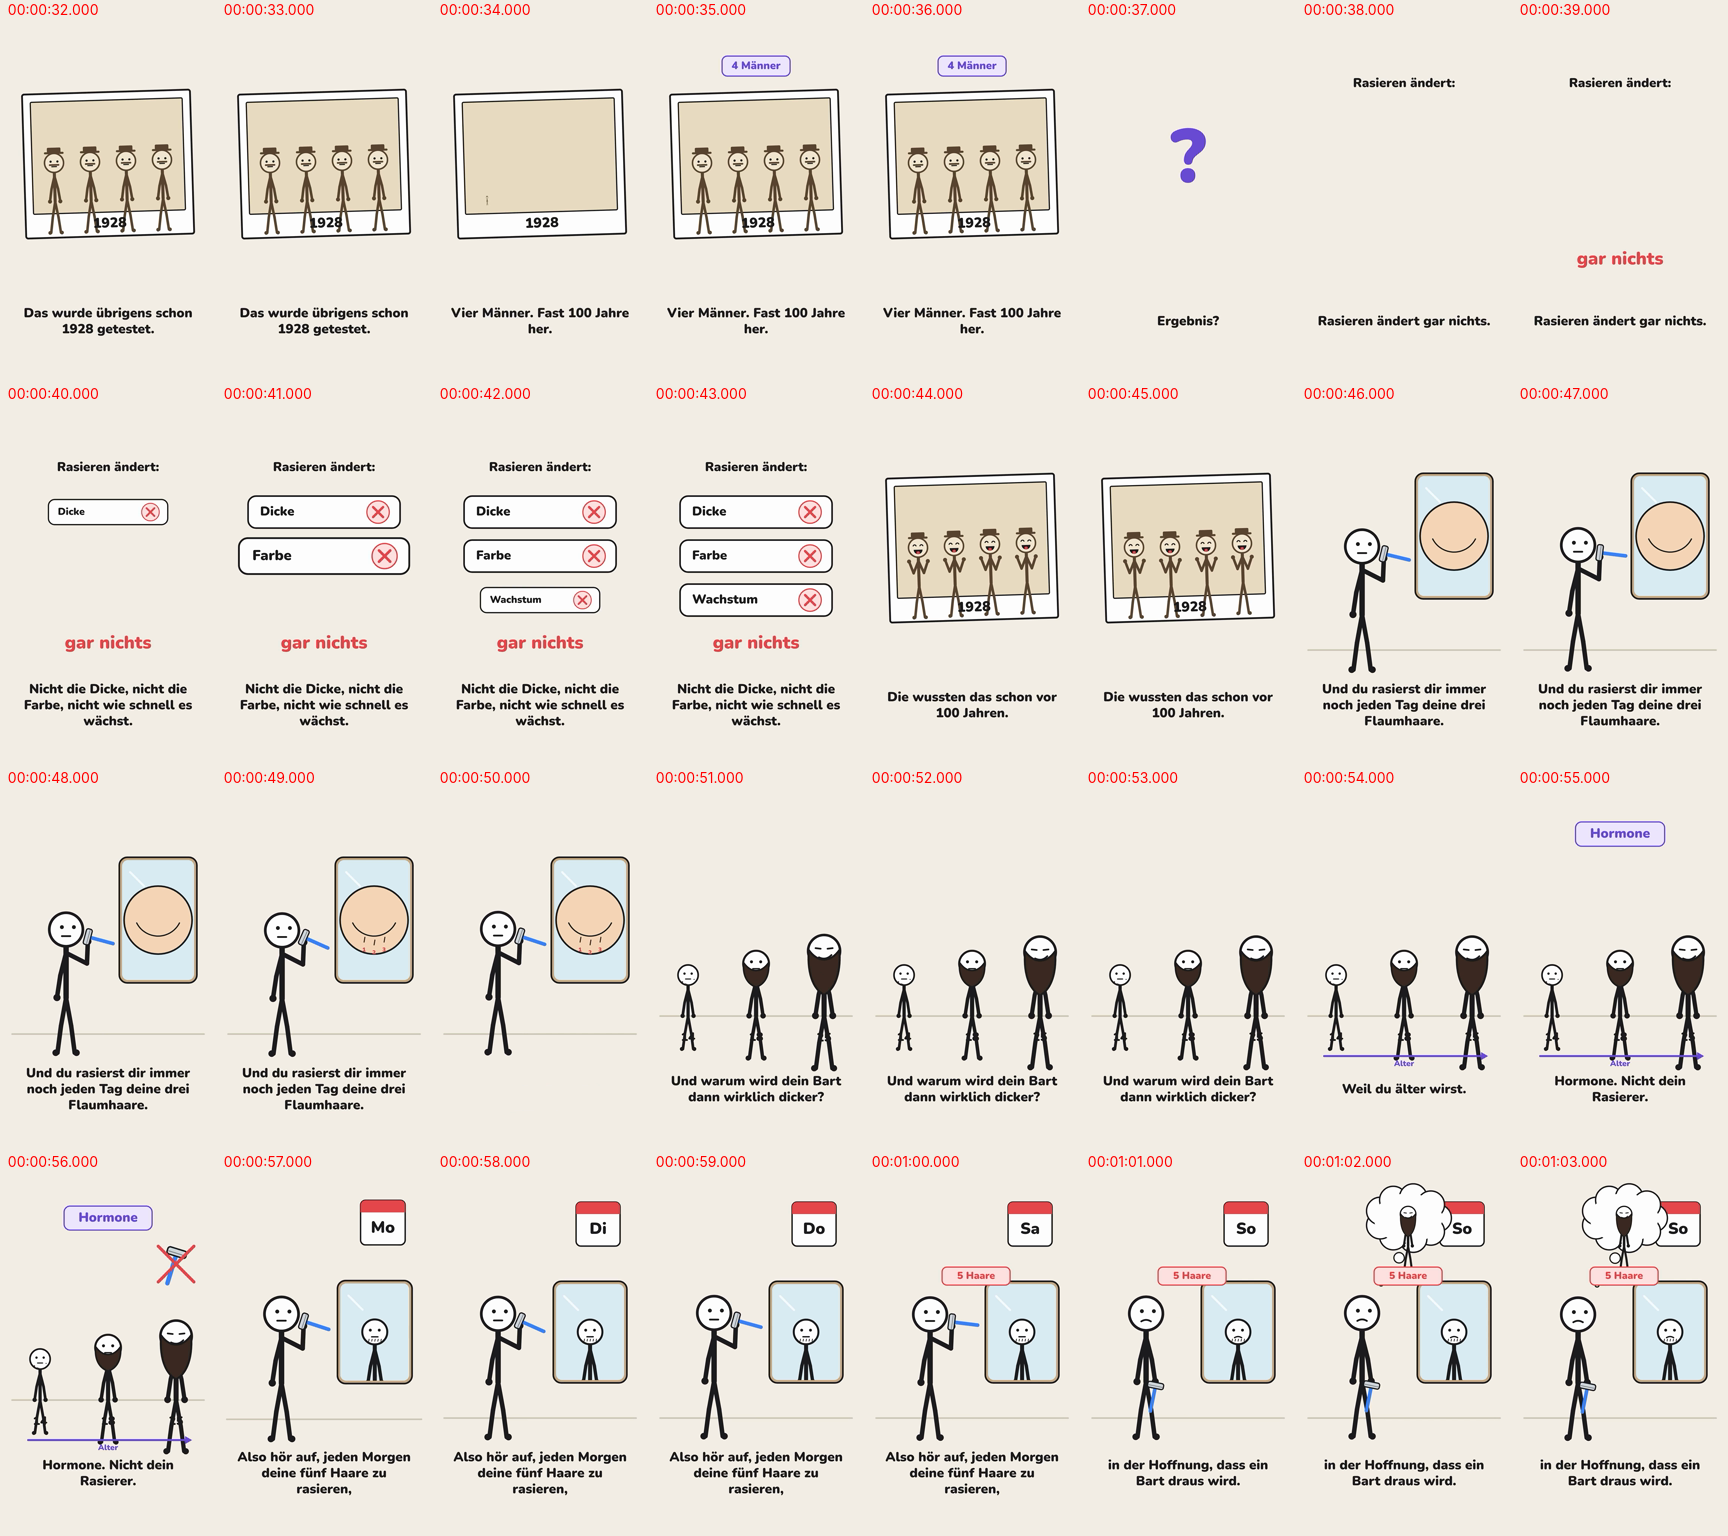 00:00:32.000
1928
Das wurde übrigens schon
1928 getestet.
00:00:33.000
1928
Das wurde übrigens schon
1928 getestet.
00:00:34.000
1928
Vier Männer. Fast 100 Jahre
her.
00:00:35.000
4 Männer
1928
Vier Männer. Fast 100 Jahre
her.
00:00:36.000
4 Männer
1928
Vier Männer. Fast 100 Jahre
her.
00:00:37.000
?
Ergebnis?
00:00:38.000
Rasieren ändert:
Rasieren ändert gar nichts.
00:00:39.000
Rasieren ändert:
gar nichts
Rasieren ändert gar nichts.
00:00:40.000
Rasieren ändert:
Dicke
gar nichts
Nicht die Dicke, nicht die
Farbe, nicht wie schnell es
wächst.
00:00:41.000
Rasieren ändert:
Dicke
Farbe
gar nichts
Nicht die Dicke, nicht die
Farbe, nicht wie schnell es
wächst.
00:00:42.000
Rasieren ändert:
Dicke
Farbe
Wachstum
gar nichts
Nicht die Dicke, nicht die
Farbe, nicht wie schnell es
wächst.
00:00:43.000
Rasieren ändert:
Dicke
Farbe
Wachstum
gar nichts
Nicht die Dicke, nicht die
Farbe, nicht wie schnell es
wächst.
00:00:44.000
1928
Die wussten das schon vor
100 Jahren.
00:00:45.000
1928
Die wussten das schon vor
100 Jahren.
00:00:46.000
Und du rasierst dir immer
noch jeden Tag deine drei
Flaumhaare.
00:00:47.000
Und du rasierst dir immer
noch jeden Tag deine drei
Flaumhaare.
00:00:48.000
Und du rasierst dir immer
noch jeden Tag deine drei
Flaumhaare.
00:00:49.000
Und du rasierst dir immer
noch jeden Tag deine drei
Flaumhaare.
00:00:50.000
00:00:51.000
Und warum wird dein Bart
dann wirklich dicker?
00:00:52.000
Und warum wird dein Bart
dann wirklich dicker?
00:00:53.000
Und warum wird dein Bart
dann wirklich dicker?
00:00:54.000
Alter
Weil du älter wirst.
00:00:55.000
Hormone
Alter
Hormone. Nicht dein
Rasierer.
00:00:56.000
Hormone
Alter
Hormone. Nicht dein
Rasierer.
00:00:57.000
Mo
Also hör auf, jeden Morgen
deine fünf Haare zu
rasieren,
00:00:58.000
Di
Also hör auf, jeden Morgen
deine fünf Haare zu
rasieren,
00:00:59.000
Do
Also hör auf, jeden Morgen
deine fünf Haare zu
rasieren,
00:01:00.000
Sa
5 Haare
Also hör auf, jeden Morgen
deine fünf Haare zu
rasieren,
00:01:01.000
So
5 Haare
in der Hoffnung, dass ein
Bart draus wird.
00:01:02.000
So
5 Haare
in der Hoffnung, dass ein
Bart draus wird.
00:01:03.000
So
5 Haare
in der Hoffnung, dass ein
Bart draus wird.